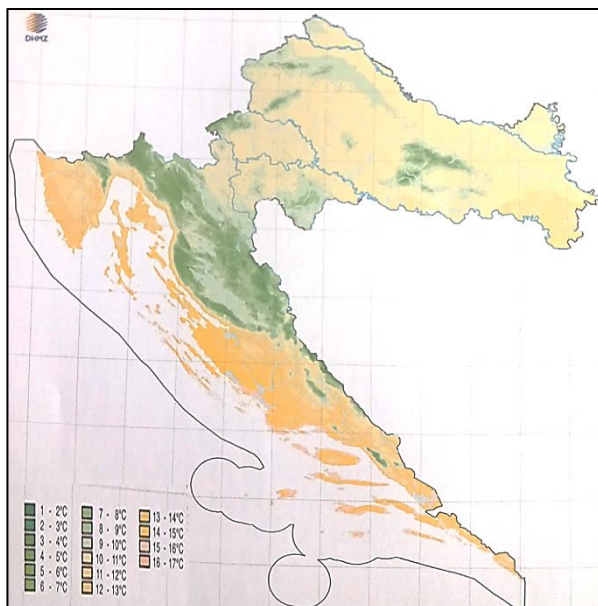 DHMZ
1 - 2°C
2 - 3°C
3 - 4°C
4 - 5°C
5 - 6°C
6 - 7°C
7 - 8°C
8 - 9°C
9 - 10°C
10 - 11°C
11 - 12°C
12 - 13°C
13 - 14°C
14 - 15°C
15 - 16°C
16 - 17°C